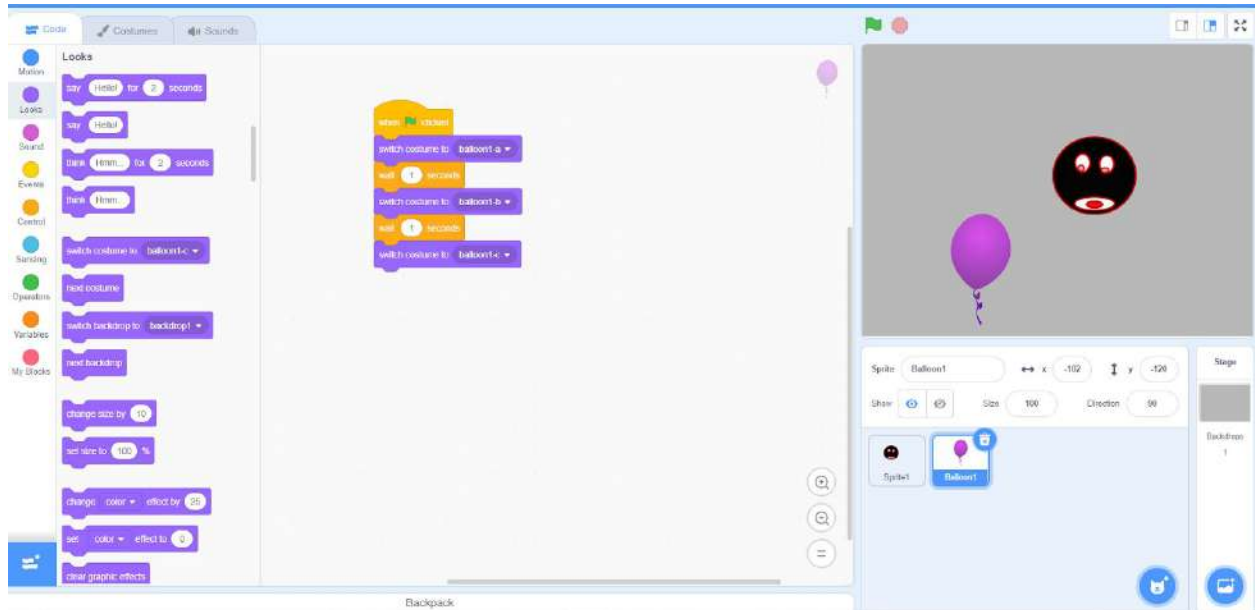 Code
Costumes
Sounds
Motion
Looks
Sound
Events
Control
Sensing
Operators
Variables
My Blocks
Looks
say Hello! for 2 seconds
say Hello!
think Hmm... for 2 seconds
think Hmm...
switch costume to balloon1-c
next costume
switch backdrop to backdrop1
next backdrop
change size by 10
set size to 100 %
change color effect by 25
set color effect to 0
clear graphic effects
when clicked
switch costume to balloon1-a
wait 1 seconds
switch costume to balloon1-b
wait 1 seconds
switch costume to balloon1-c
Backpack
Sprite Balloon1 x -102 y -120
Show Size 100 Direction 90
Sprite1
Balloon1
Stage
Backdrops
1